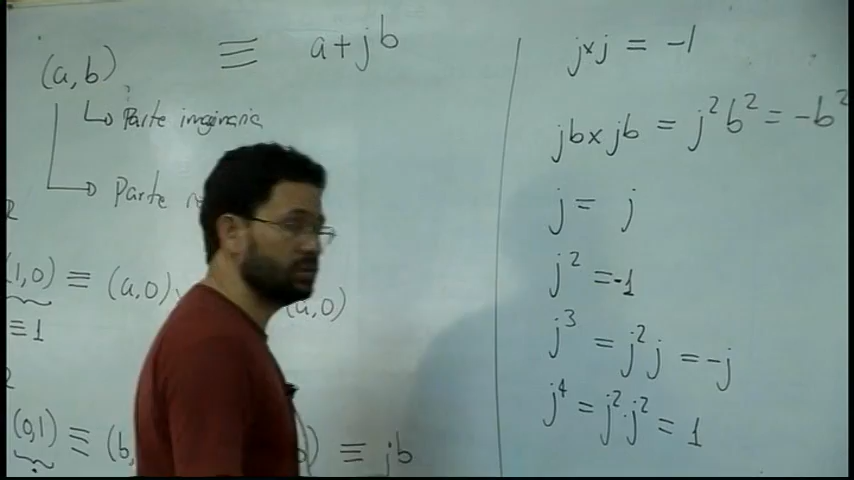 (a,b) ≡ a+jb
↳ Parte imaginaria
Parte
(1,0) ≡ (a,0) (a,0)
≡ 1
(0,1) ≡ (b, ) ≡ jb
j×j = -1
jb×jb = j²b² = -b²
j = j
j² = -1
j³ = j²j = -j
j⁴ = j²·j² = 1